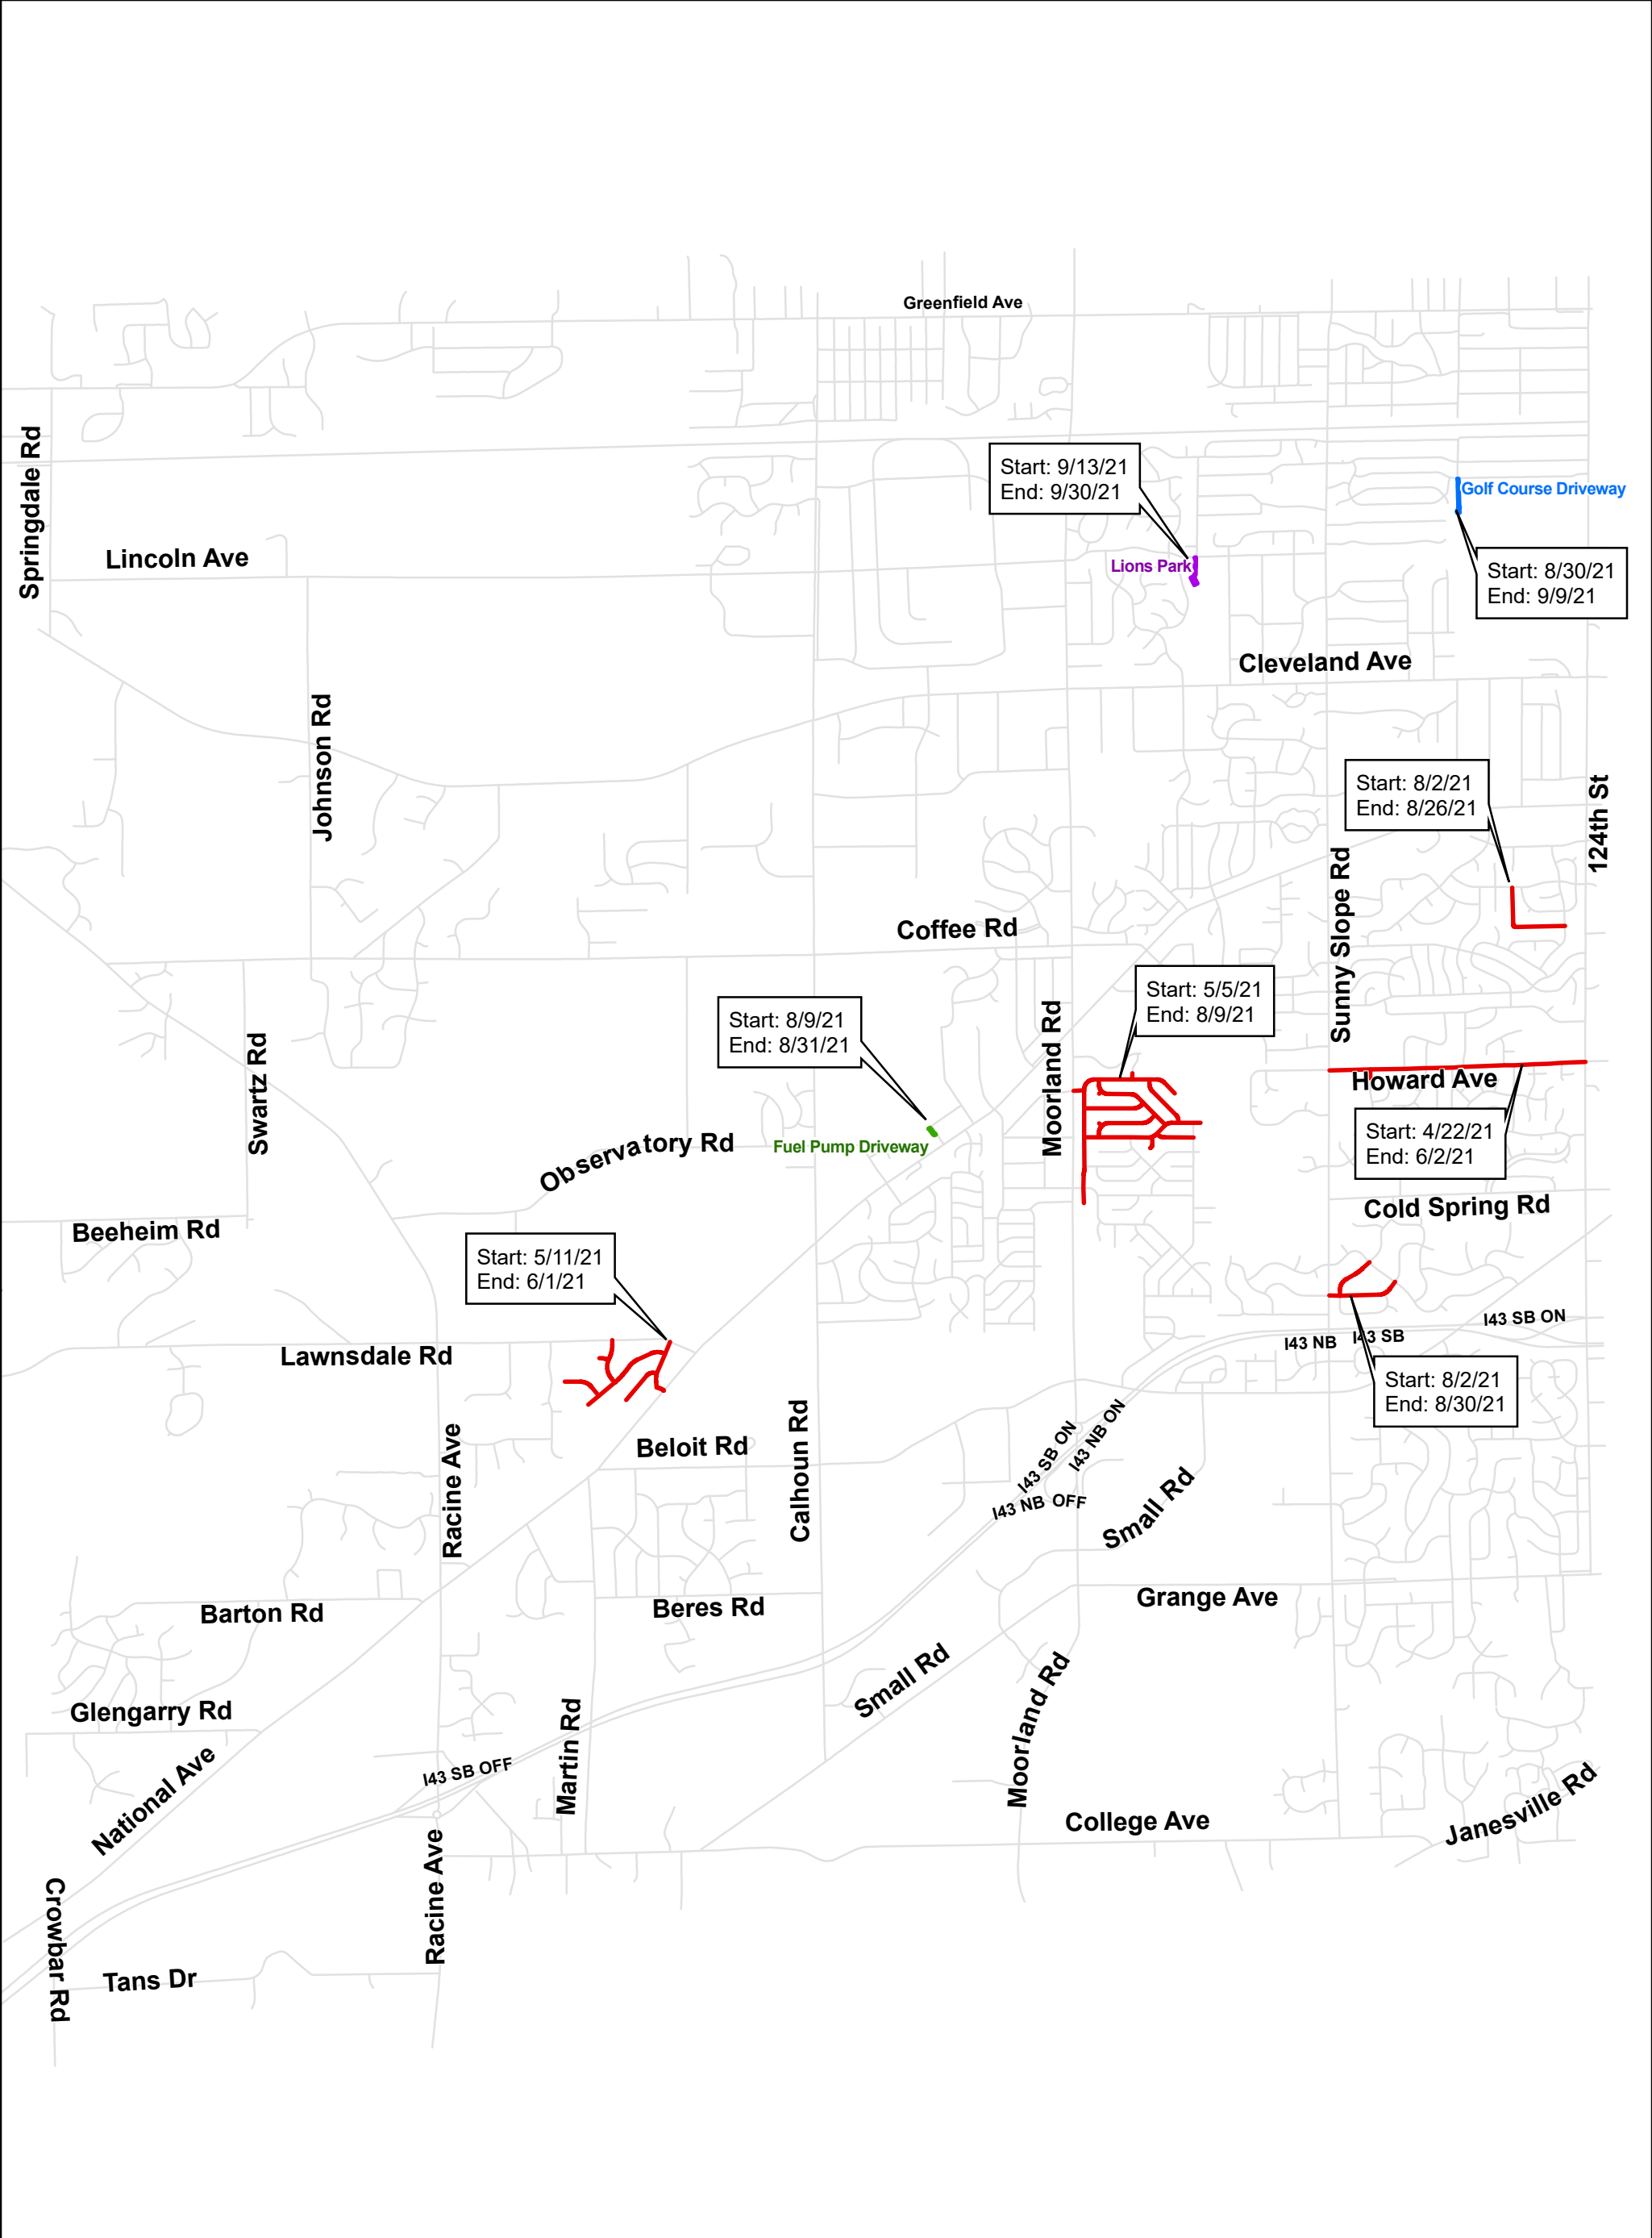 Greenfield Ave
Springdale Rd
Start: 9/13/21
End: 9/30/21
Golf Course Driveway
Lincoln Ave
Lions Park
Start: 8/30/21
End: 9/9/21
Cleveland Ave
Johnson Rd
Start: 8/2/21
End: 8/26/21
124th St
Sunny Slope Rd
Coffee Rd
Start: 5/5/21
End: 8/9/21
Start: 8/9/21
End: 8/31/21
Moorland Rd
Swartz Rd
Howard Ave
Start: 4/22/21
End: 6/2/21
Fuel Pump Driveway
Observatory Rd
Cold Spring Rd
Beeheim Rd
Start: 5/11/21
End: 6/1/21
I43 SB ON
I43 NB
I43 SB
Lawnsdale Rd
Start: 8/2/21
End: 8/30/21
Beloit Rd
Calhoun Rd
Racine Ave
I43 SB ON
I43 NB ON
I43 NB OFF
Small Rd
Grange Ave
Barton Rd
Beres Rd
Small Rd
Moorland Rd
Glengarry Rd
Martin Rd
National Ave
I43 SB OFF
College Ave
Janesville Rd
Racine Ave
Crowbar Rd
Tans Dr